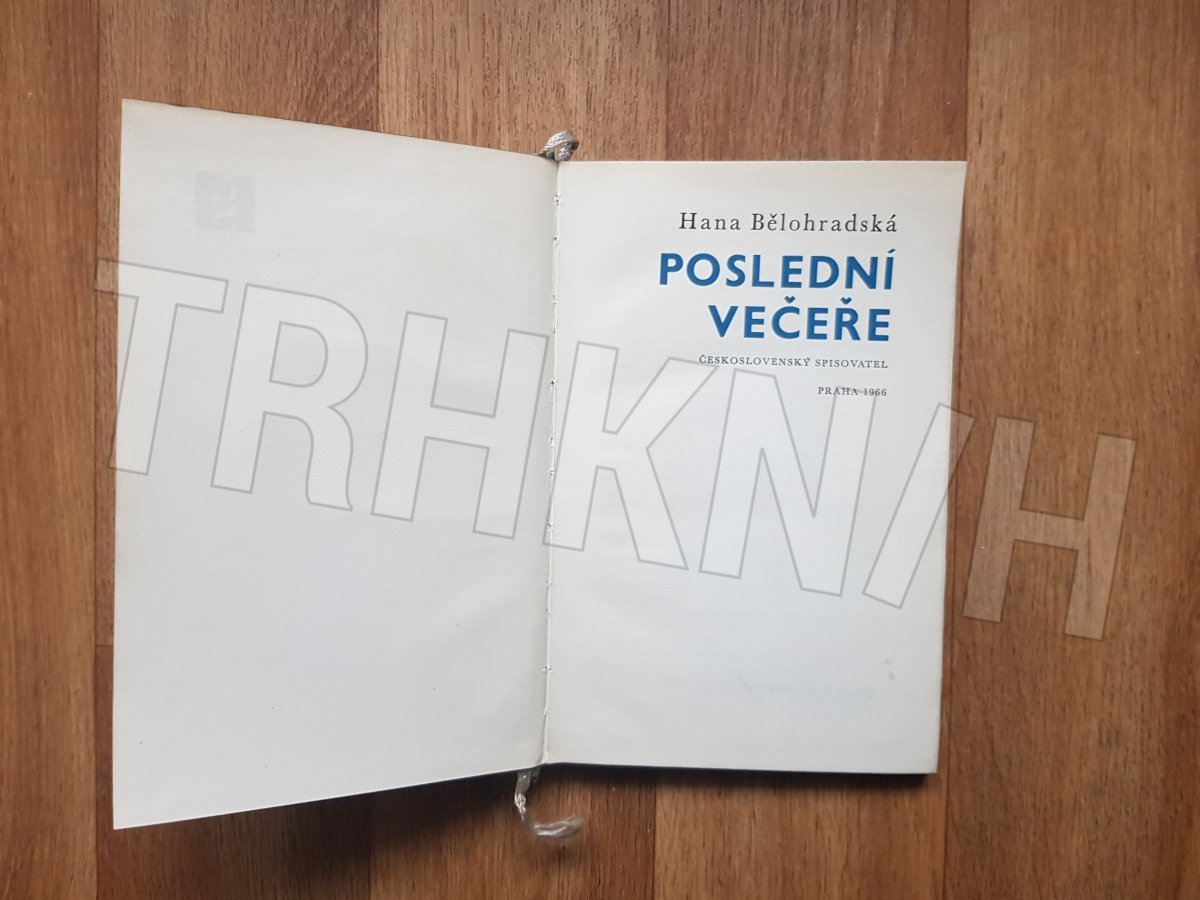 Hana Bělohradská
POSLEDNÍ
VEČEŘE
ČESKOSLOVENSKÝ SPISOVATEL
PRAHA 1966
TRHKNIH